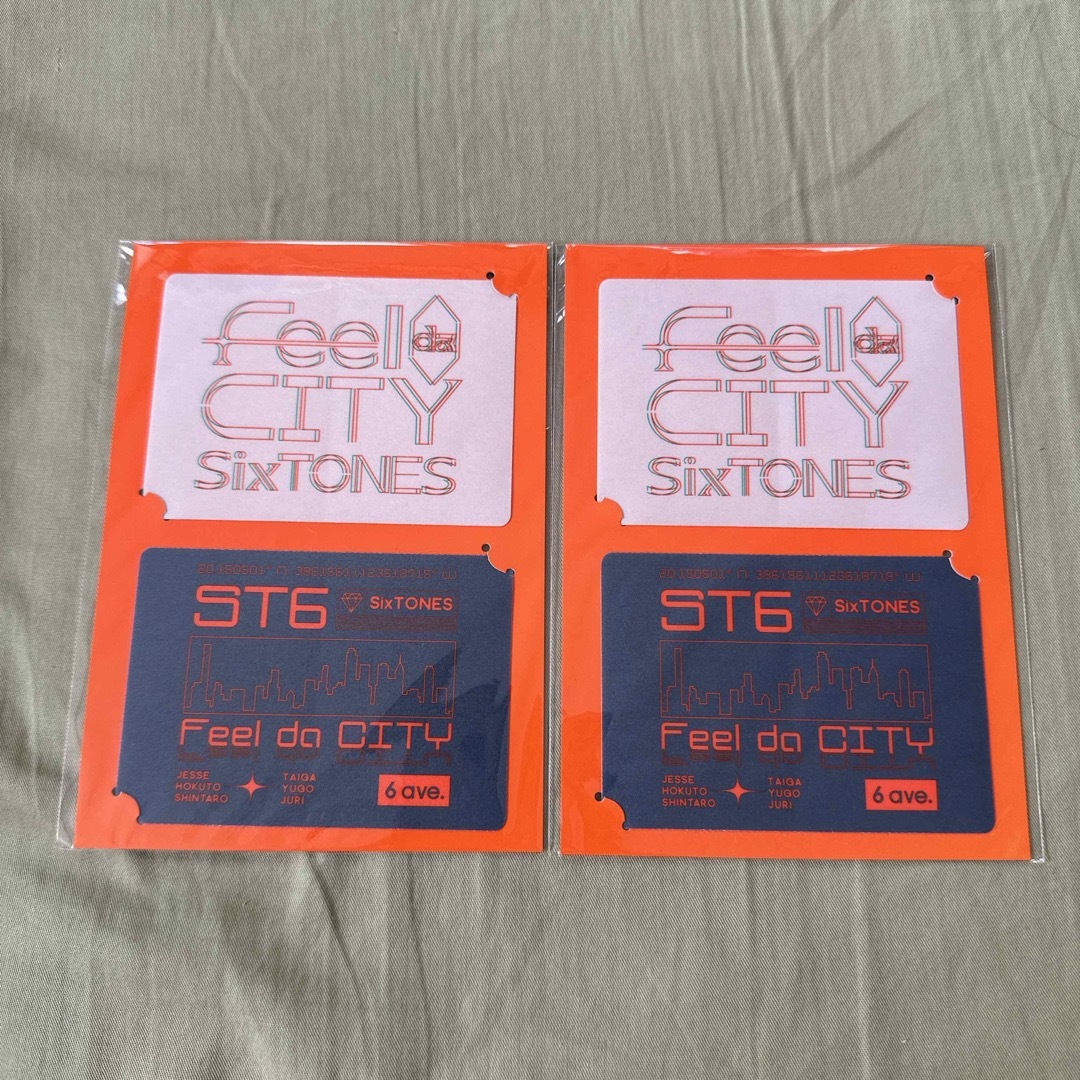 Feel da
CITY
SixTONES
ST6 SixTONES
Feel da CITY
JESSE TAIGA
HOKUTO YUGO
SHINTARO JURI
6 ave.
Feel da
CITY
SixTONES
ST6 SixTONES
Feel da CITY
JESSE TAIGA
HOKUTO YUGO
SHINTARO JURI
6 ave.